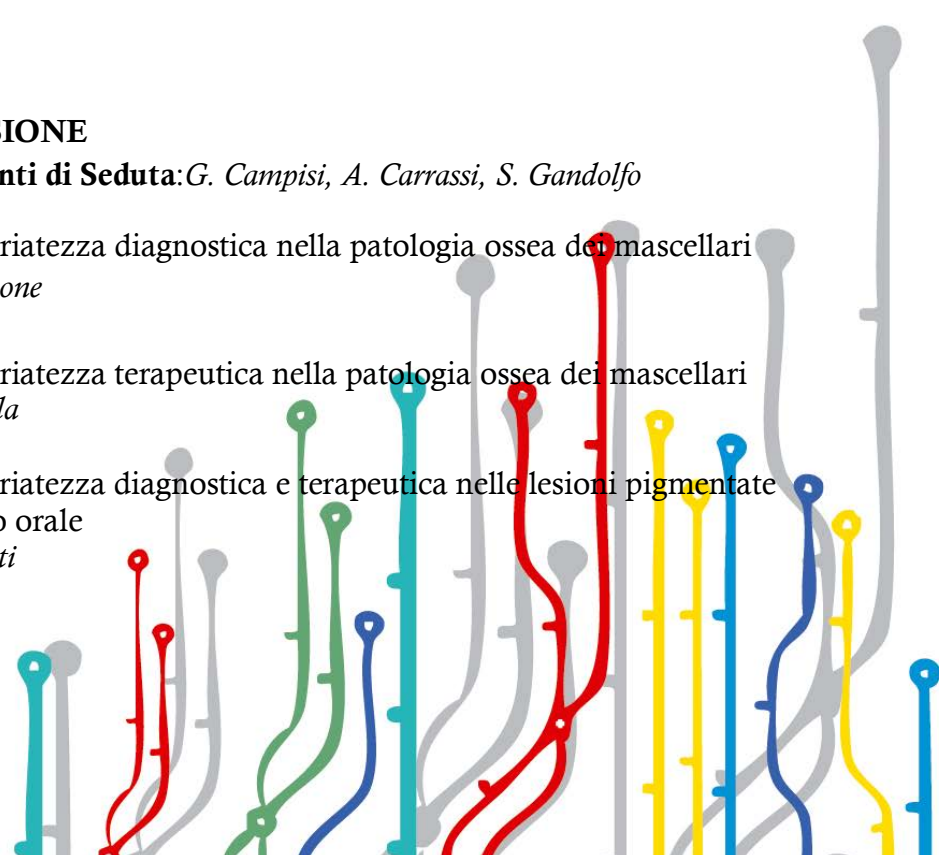 SIONE
nti di Seduta:G. Campisi, A. Carrassi, S. Gandolfo
riatezza diagnostica nella patologia ossea dei mascellari
one
riatezza terapeutica nella patologia ossea dei mascellari
la
riatezza diagnostica e terapeutica nelle lesioni pigmentate
o orale
ti